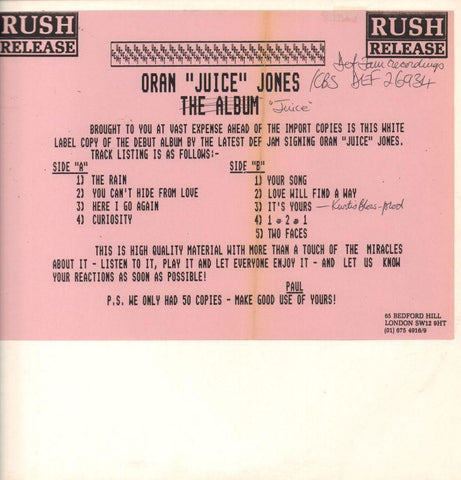 RUSH
RELEASE
RUSH
RELEASE
Def Jam recordings
/CBS DEF 26934
ORAN "JUICE" JONES
THE ALBUM "Juice"
BROUGHT TO YOU AT VAST EXPENSE AHEAD OF THE IMPORT COPIES IS THIS WHITE
LABEL COPY OF THE DEBUT ALBUM BY THE LATEST DEF JAM SIGNING ORAN "JUICE" JONES.
TRACK LISTING IS AS FOLLOWS:-
SIDE "A"
1) THE RAIN
2) YOU CAN'T HIDE FROM LOVE
3) HERE I GO AGAIN
4) CURIOSITY
SIDE "B"
1) YOUR SONG
2) LOVE WILL FIND A WAY
3) IT'S YOURS — Kurtis Blow - prod
4) 1 • 2 • 1
5) TWO FACES
THIS IS HIGH QUALITY MATERIAL WITH MORE THAN A TOUCH OF THE MIRACLES
ABOUT IT - LISTEN TO IT, PLAY IT AND LET EVERYONE ENJOY IT - AND LET US KNOW
YOUR REACTIONS AS SOON AS POSSIBLE!
PAUL
P.S. WE ONLY HAD 50 COPIES - MAKE GOOD USE OF YOURS!
65 BEDFORD HILL
LONDON SW12 9HT
(01) 675 4916/9